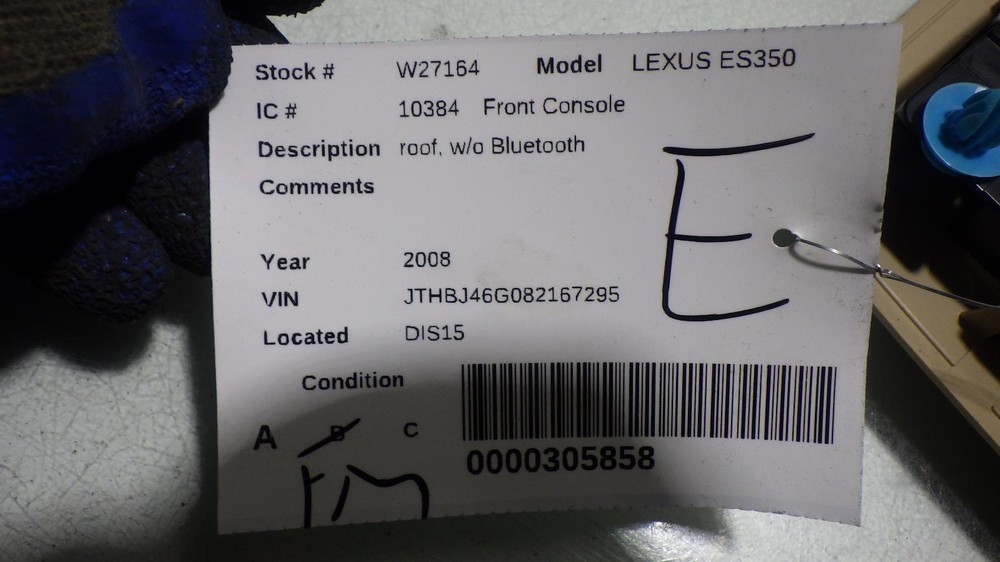 Stock # W27164 Model LEXUS ES350
IC # 10384 Front Console
Description roof, w/o Bluetooth
Comments
E
Year 2008
VIN JTHBJ46G082167295
Located DIS15
Condition
A B C
0000305858